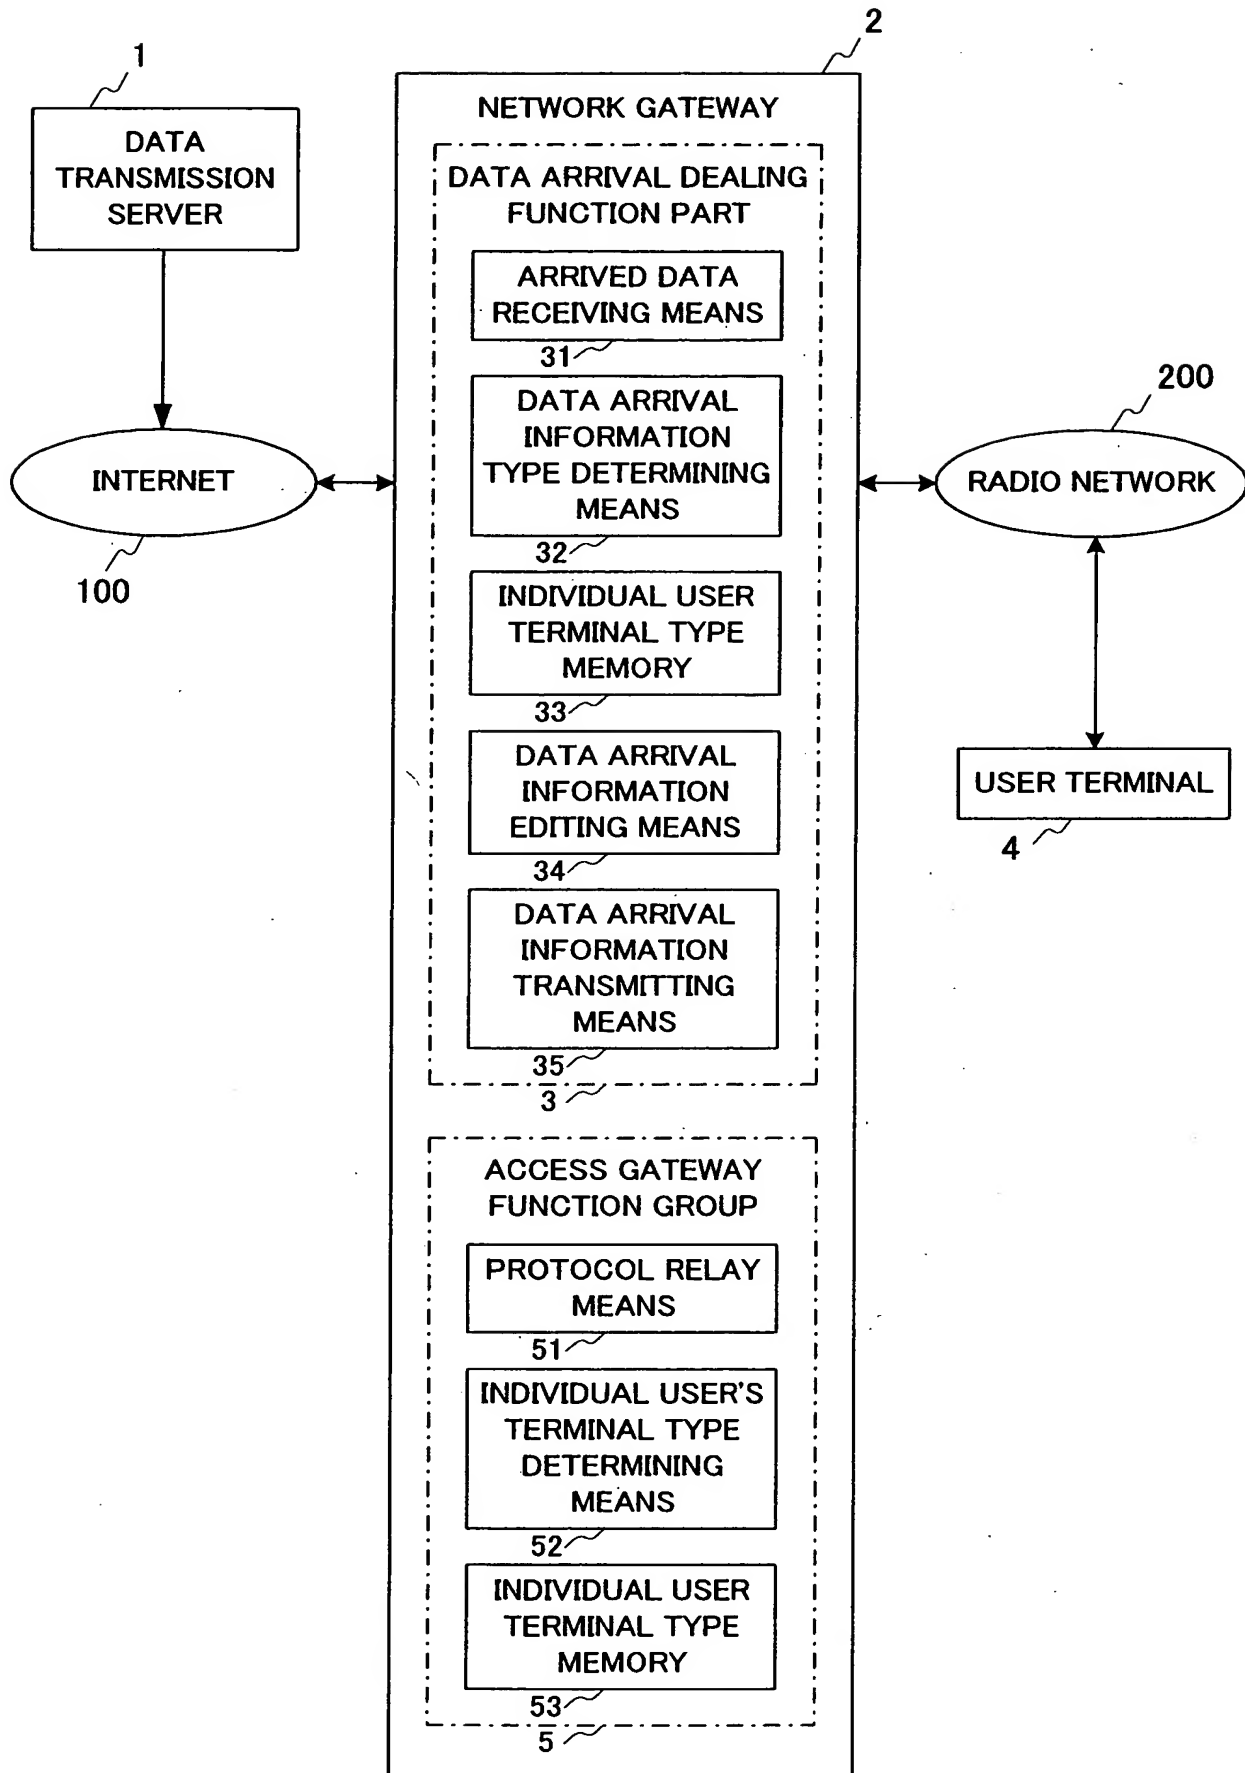 1
DATA
TRANSMISSION
SERVER
INTERNET
100
2
NETWORK GATEWAY
DATA ARRIVAL DEALING
FUNCTION PART
ARRIVED DATA
RECEIVING MEANS
31
DATA ARRIVAL
INFORMATION
TYPE DETERMINING
MEANS
32
INDIVIDUAL USER
TERMINAL TYPE
MEMORY
33
DATA ARRIVAL
INFORMATION
EDITING MEANS
34
DATA ARRIVAL
INFORMATION
TRANSMITTING
MEANS
35
3
ACCESS GATEWAY
FUNCTION GROUP
PROTOCOL RELAY
MEANS
51
INDIVIDUAL USER'S
TERMINAL TYPE
DETERMINING
MEANS
52
INDIVIDUAL USER
TERMINAL TYPE
MEMORY
53
5
200
RADIO NETWORK
USER TERMINAL
4